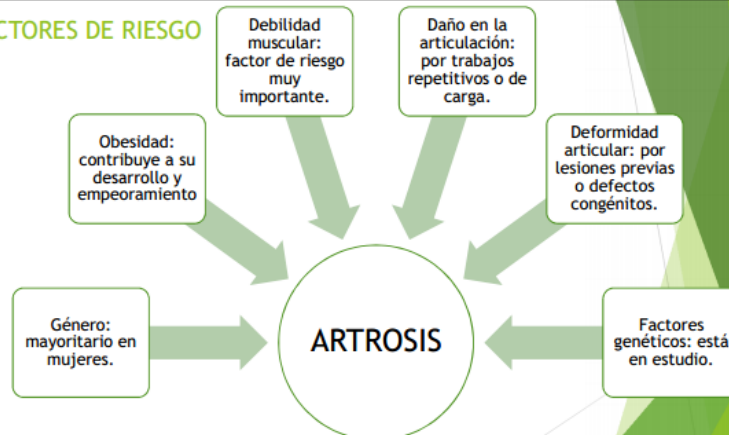 CTORES DE RIESGO
Debilidad
muscular:
factor de riesgo
muy
importante.
Daño en la
articulación:
por trabajos
repetitivos o de
carga.
Obesidad:
contribuye a su
desarrollo y
empeoramiento
Deformidad
articular: por
lesiones previas
o defectos
congénitos.
Género:
mayoritario en
mujeres.
ARTROSIS
Factores
genéticos: está
en estudio.